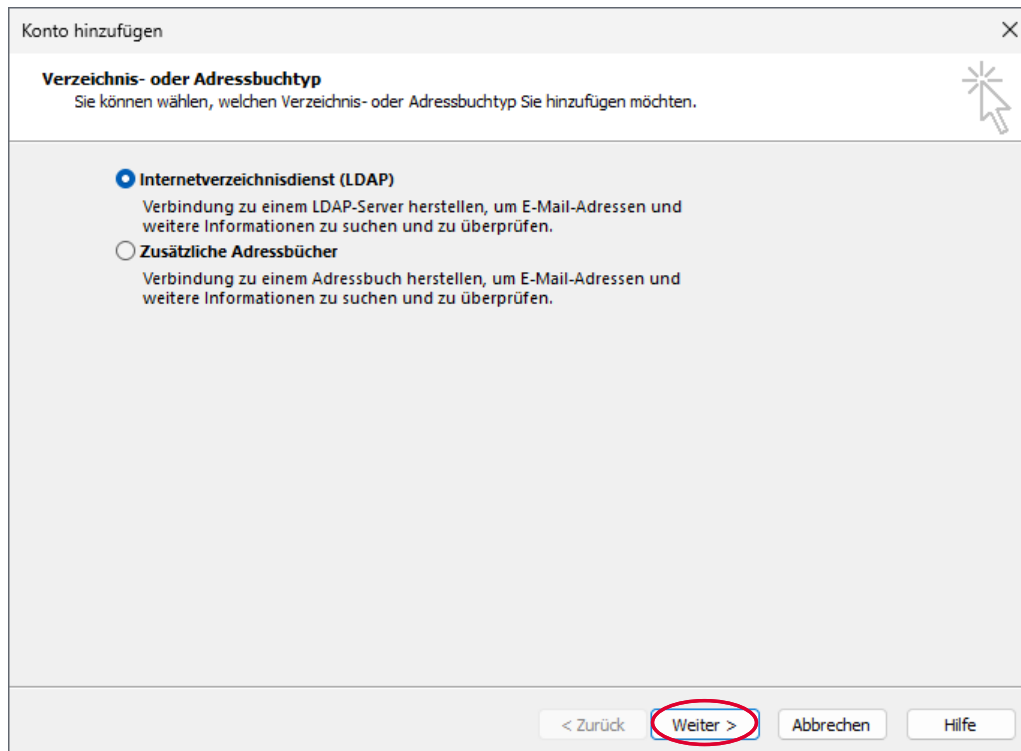 Konto hinzufügen
Verzeichnis- oder Adressbuchtyp
Sie können wählen, welchen Verzeichnis- oder Adressbuchtyp Sie hinzufügen möchten.
Internetverzeichnisdienst (LDAP)
Verbindung zu einem LDAP-Server herstellen, um E-Mail-Adressen und
weitere Informationen zu suchen und zu überprüfen.
Zusätzliche Adressbücher
Verbindung zu einem Adressbuch herstellen, um E-Mail-Adressen und
weitere Informationen zu suchen und zu überprüfen.
< Zurück Weiter > Abbrechen Hilfe